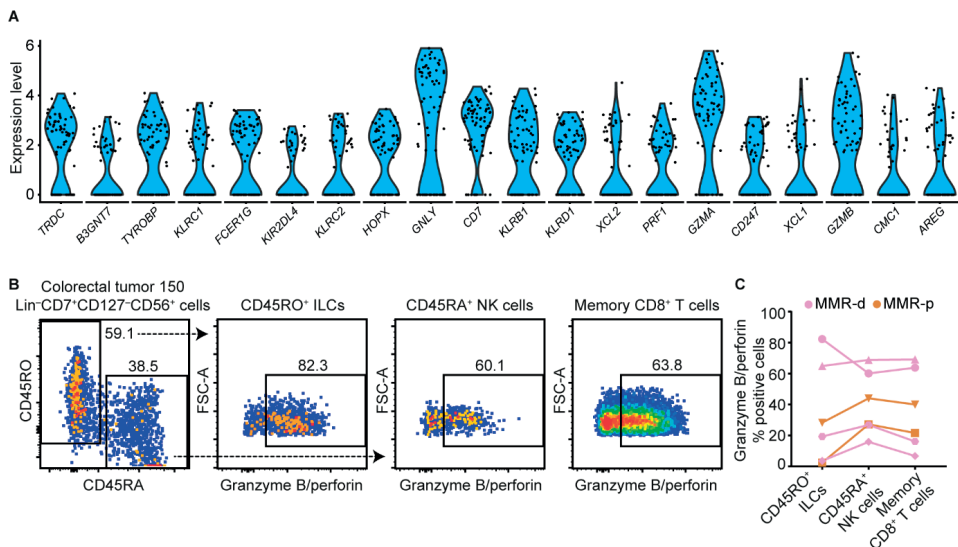 A
Expression level
6
4
2
0
TRDC
B3GNT7
TYROBP
KLRC1
FCER1G
KIR2DL4
KLRC2
HOPX
GNLY
CD7
KLRB1
KLRD1
XCL2
PRF1
GZMA
CD247
XCL1
GZMB
CMC1
AREG
B
Colorectal tumor 150
Lin⁻CD7⁺CD127⁻CD56⁺ cells
CD45RO⁺ ILCs
CD45RA⁺ NK cells
Memory CD8⁺ T cells
59.1
38.5
82.3
60.1
63.8
CD45RO
FSC-A
FSC-A
FSC-A
CD45RA
Granzyme B/perforin
Granzyme B/perforin
Granzyme B/perforin
C
MMR-d
MMR-p
Granzyme B/perforin
% positive cells
100
80
60
40
20
0
CD45RO⁺
ILCs
CD45RA⁺
NK cells
Memory
CD8⁺ T cells